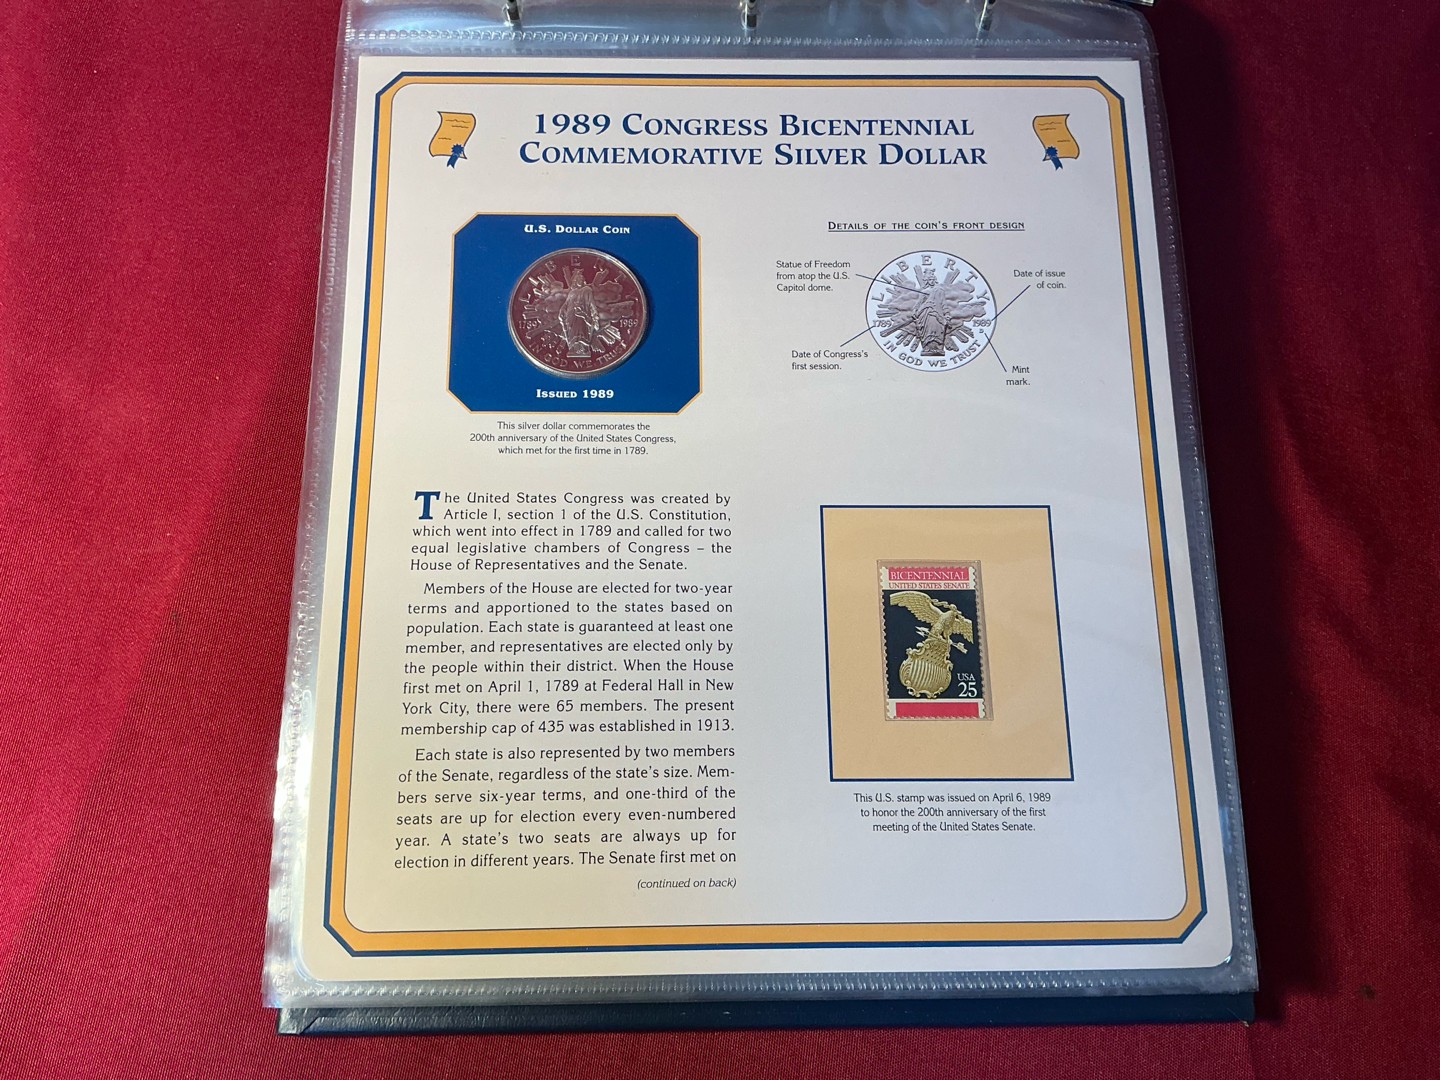 1989 Congress Bicentennial
Commemorative Silver Dollar
U.S. Dollar Coin
LIBERTY
1789 1989
IN GOD WE TRUST
Issued 1989
This silver dollar commemorates the
200th anniversary of the United States Congress,
which met for the first time in 1789.
Details of the coin's front design
Statue of Freedom
from atop the U.S.
Capitol dome.
Date of issue
of coin.
LIBERTY
1789 1989
D
IN GOD WE TRUST
Date of Congress's
first session.
Mint
mark.
The United States Congress was created by
Article I, section 1 of the U.S. Constitution,
which went into effect in 1789 and called for two
equal legislative chambers of Congress – the
House of Representatives and the Senate.
Members of the House are elected for two-year
terms and apportioned to the states based on
population. Each state is guaranteed at least one
member, and representatives are elected only by
the people within their district. When the House
first met on April 1, 1789 at Federal Hall in New
York City, there were 65 members. The present
membership cap of 435 was established in 1913.
Each state is also represented by two members
of the Senate, regardless of the state's size. Mem-
bers serve six-year terms, and one-third of the
seats are up for election every even-numbered
year. A state's two seats are always up for
election in different years. The Senate first met on
(continued on back)
BICENTENNIAL
UNITED STATES SENATE
USA
25
This U.S. stamp was issued on April 6, 1989
to honor the 200th anniversary of the first
meeting of the United States Senate.